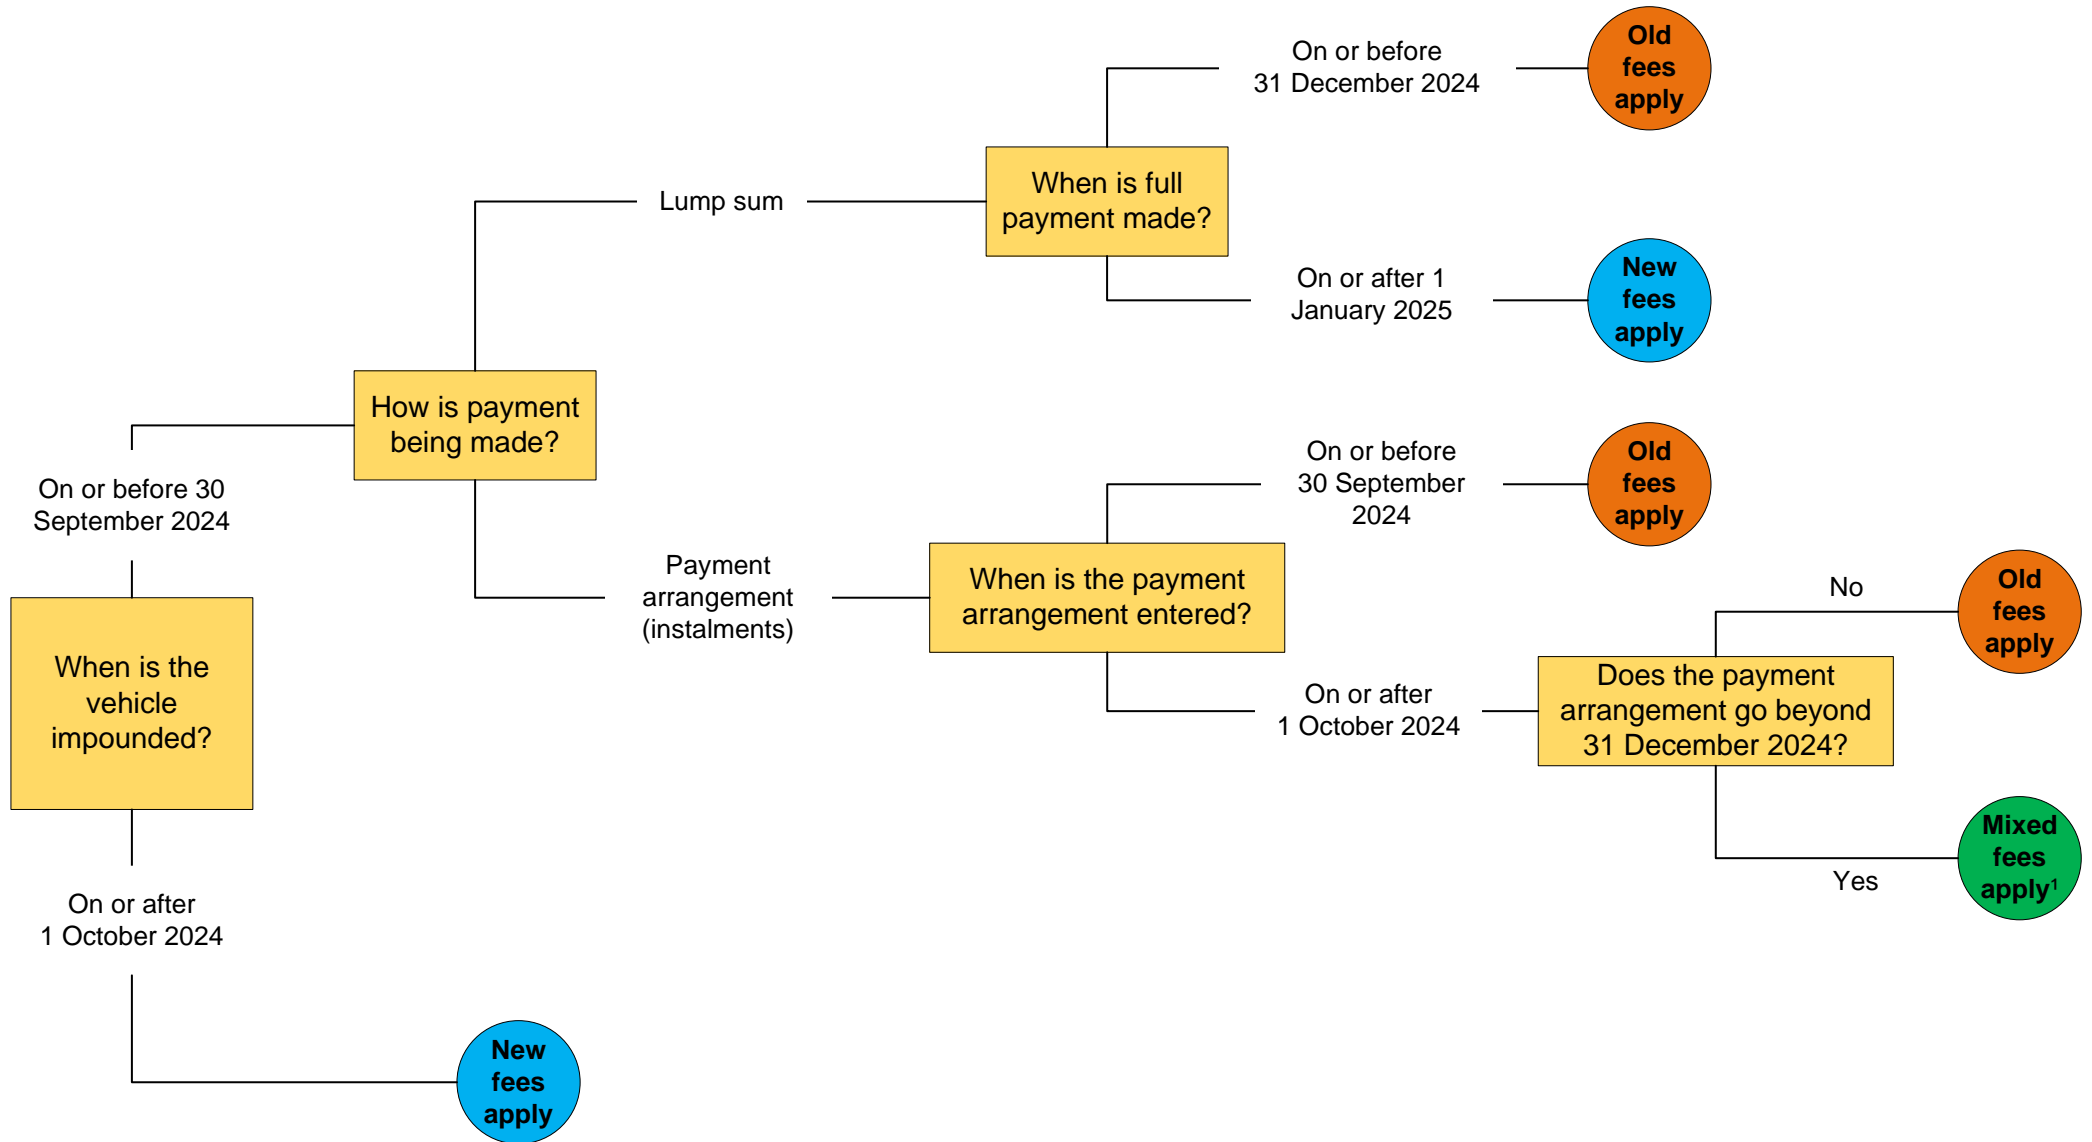 When is the
vehicle
impounded?
On or before 30
September 2024
How is payment
being made?
Lump sum
When is full
payment made?
On or before
31 December 2024
Old
fees
apply
On or after 1
January 2025
New
fees
apply
Payment
arrangement
(instalments)
When is the payment
arrangement entered?
On or before
30 September
2024
Old
fees
apply
On or after
1 October 2024
Does the payment
arrangement go beyond
31 December 2024?
No
Old
fees
apply
Yes
Mixed
fees
apply¹
On or after
1 October 2024
New
fees
apply